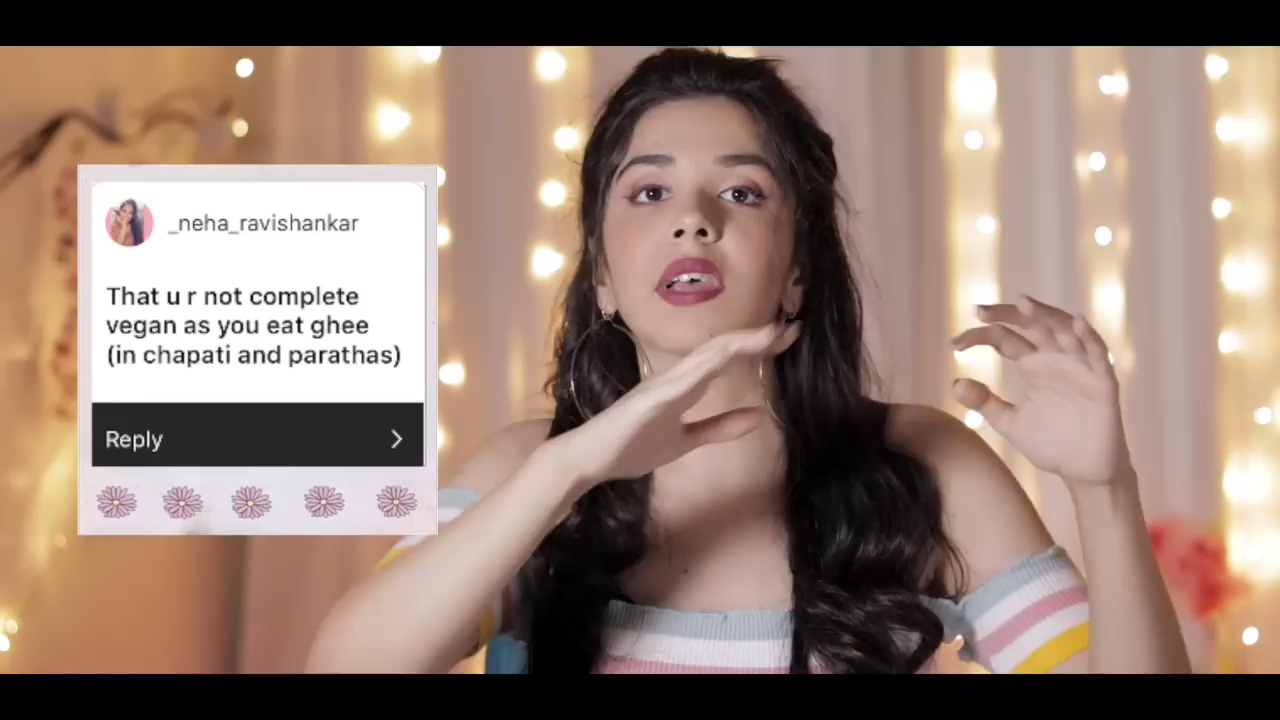 _neha_ravishankar
That u r not complete
vegan as you eat ghee
(in chapati and parathas)
Reply